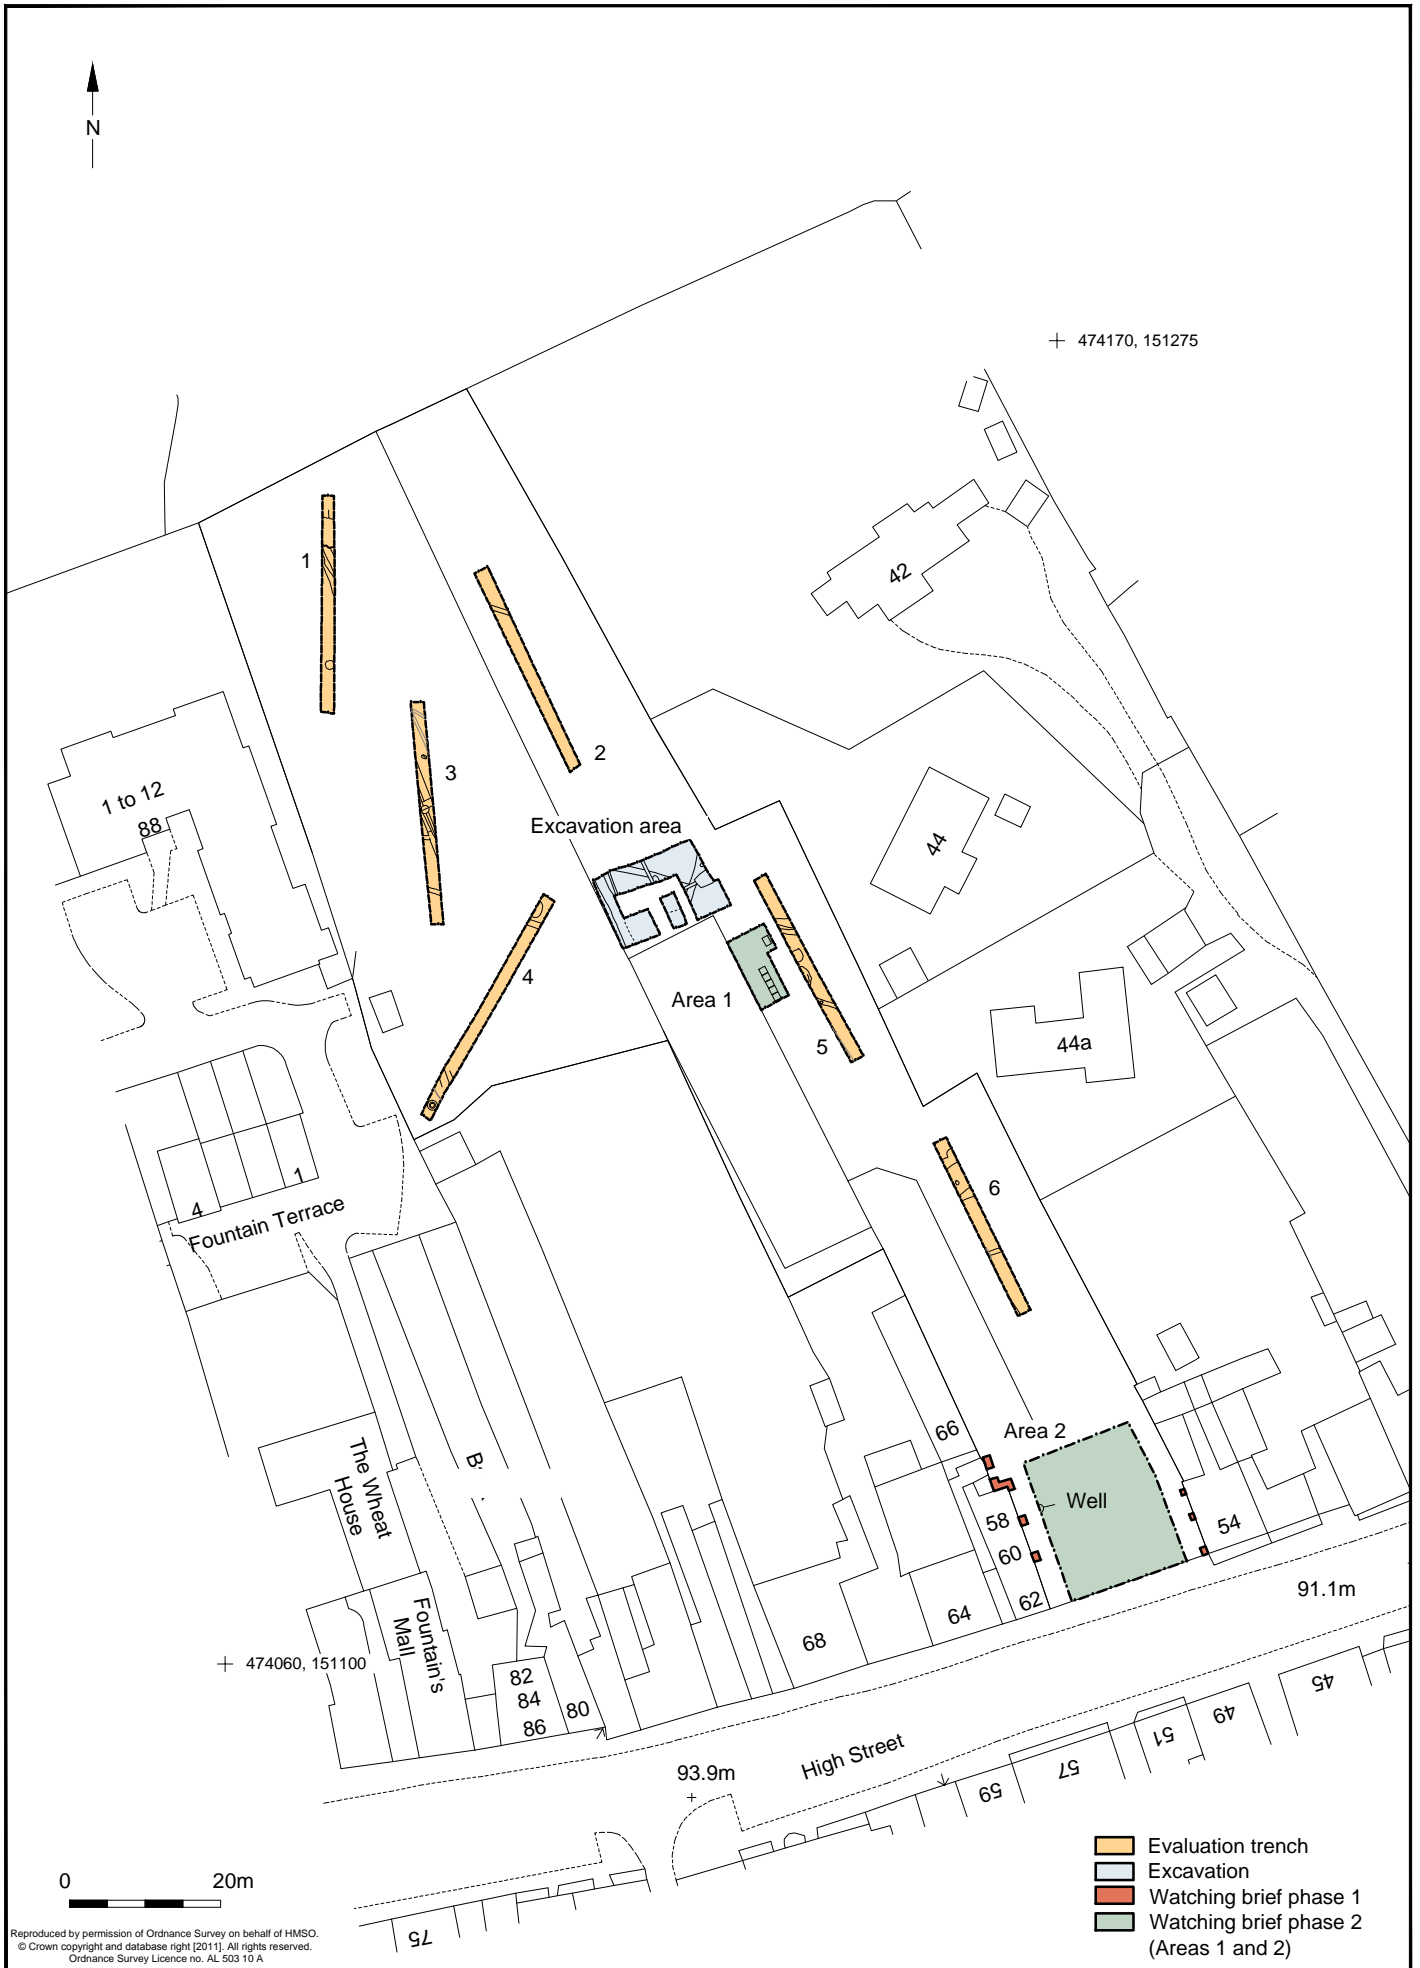 N
474170, 151275
42
1
2
3
1 to 12
88
Excavation area
44
4
Area 1
5
44a
6
1
4
Fountain Terrace
66
Area 2
The Wheat
House
Well
58
60
62
54
91.1m
64
68
Fountain's
Mall
474060, 151100
82
84
86
80
High Street
93.9m
45
49
51
57
59
75
0 20m
Evaluation trench
Excavation
Watching brief phase 1
Watching brief phase 2
(Areas 1 and 2)
Reproduced by permission of Ordnance Survey on behalf of HMSO.
© Crown copyright and database right [2011]. All rights reserved.
Ordnance Survey Licence no. AL 503 10 A